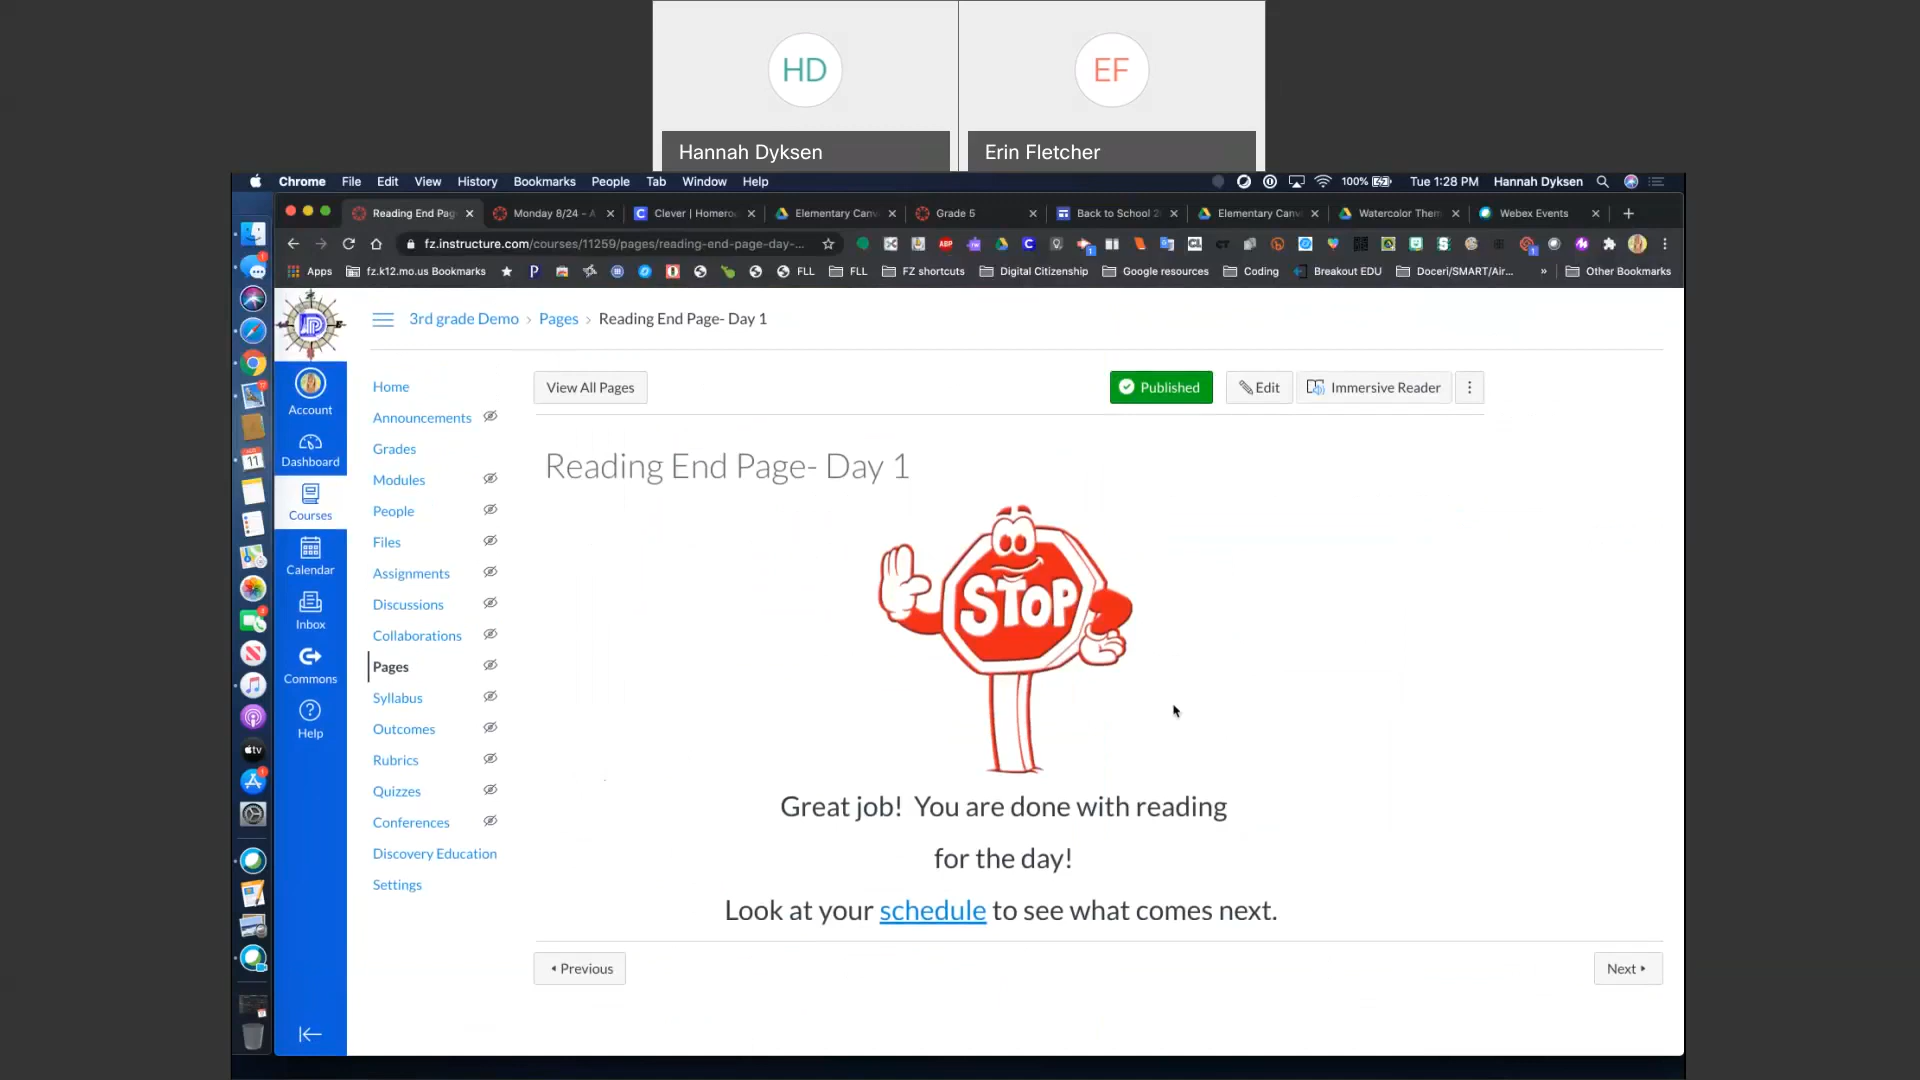 HD
EF
Hannah Dyksen
Erin Fletcher
Chrome File Edit View History Bookmarks People Tab Window Help
100% Tue 1:28 PM Hannah Dyksen
Reading End Pag
Monday 8/24 - A
Clever | Homero
Elementary Canv
Grade 5
Back to School 2
Elementary Canv
Watercolor Them
Webex Events
fz.instructure.com/courses/11259/pages/reading-end-page-day-...
ABP
Apps fz.k12.mo.us Bookmarks FLL FLL FZ shortcuts Digital Citizenship Google resources Coding Breakout EDU Doceri/SMART/Air... » Other Bookmarks
3rd grade Demo › Pages › Reading End Page- Day 1
Account
Dashboard
Courses
Calendar
Inbox
Commons
Help
Home
Announcements
Grades
Modules
People
Files
Assignments
Discussions
Collaborations
Pages
Syllabus
Outcomes
Rubrics
Quizzes
Conferences
Discovery Education
Settings
View All Pages
Published
Edit
Immersive Reader
Reading End Page- Day 1
STOP
Great job! You are done with reading
for the day!
Look at your schedule to see what comes next.
Previous
Next